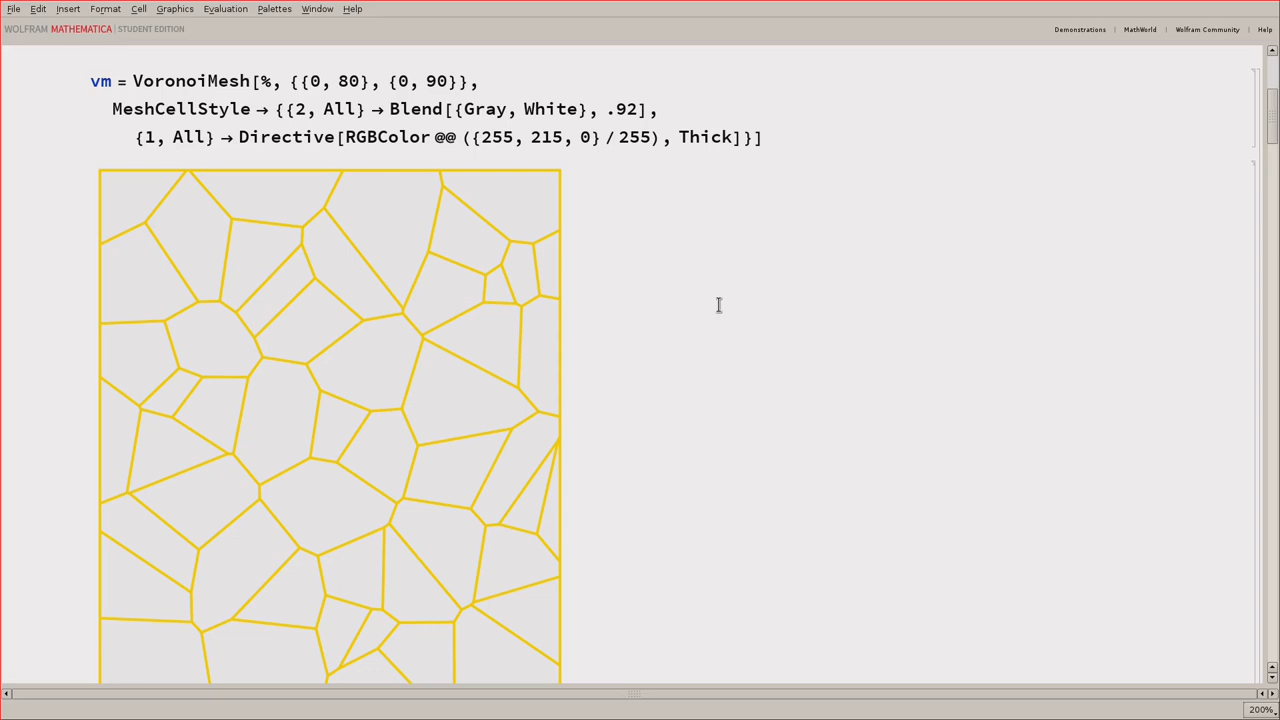 File Edit Insert Format Cell Graphics Evaluation Palettes Window Help
WOLFRAM MATHEMATICA | STUDENT EDITION
Demonstrations | MathWorld | Wolfram Community | Help
vm = VoronoiMesh[%, {{0, 80}, {0, 90}},
MeshCellStyle → {{2, All} → Blend[{Gray, White}, .92],
{1, All} → Directive[RGBColor @@ ({255, 215, 0} / 255), Thick]}]
200%